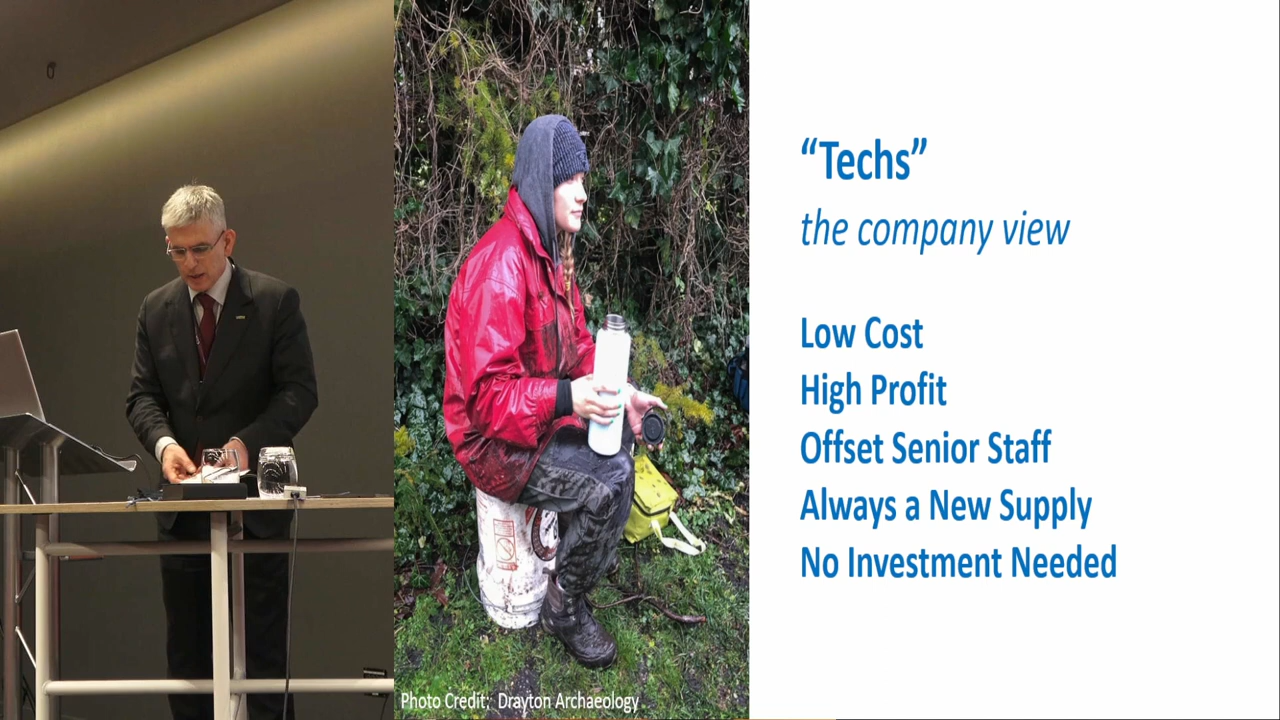 “Techs”
the company view
Low Cost
High Profit
Offset Senior Staff
Always a New Supply
No Investment Needed
Photo Credit: Drayton Archaeology